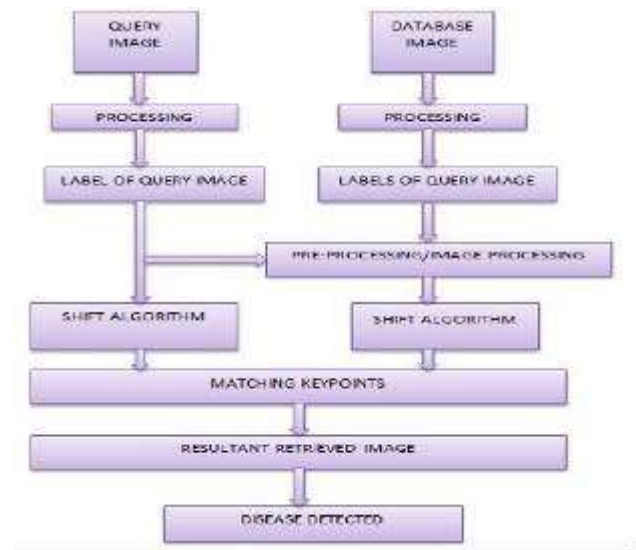 QUERY
IMAGE
DATABASE
IMAGE
PROCESSING
PROCESSING
LABEL OF QUERY IMAGE
LABELS OF QUERY IMAGE
PRE-PROCESSING/IMAGE PROCESSING
SHIFT ALGORITHM
SHIFT ALGORITHM
MATCHING KEYPOINTS
RESULTANT RETRIEVED IMAGE
DISEASE DETECTED